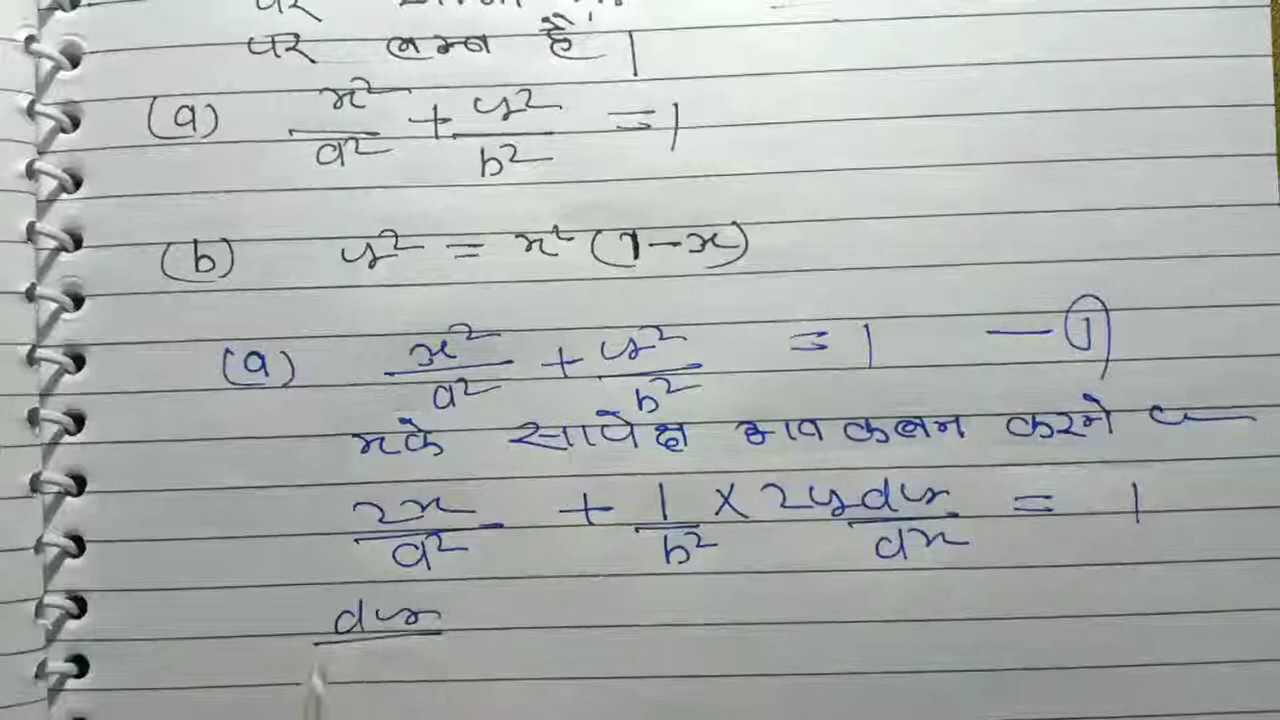 पर
पर लम्ब हैं।
(a) x²/a² + y²/b² = 1
(b) y² = x² (1-x)
(a) x²/a² + y²/b² = 1 — ①
x के सापेक्ष भावकलन करने
2x/a² + 1/b² × 2y dy/dx = 1
dy